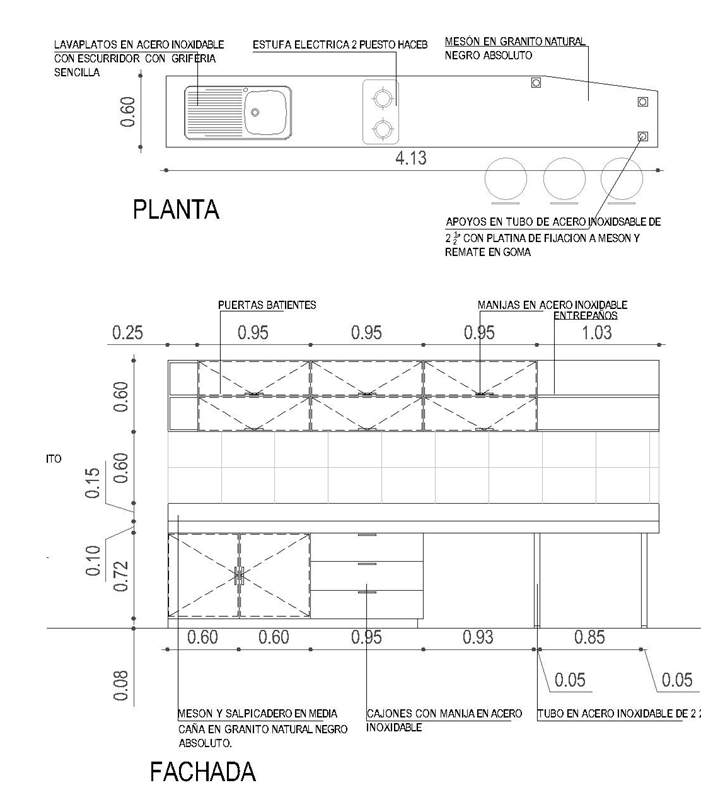 LAVAPLATOS EN ACERO INOXIDABLE
CON ESCURRIDOR CON GRIFERIA
SENCILLA
ESTUFA ELECTRICA 2 PUESTO HACEB
MESÓN EN GRANITO NATURAL
NEGRO ABSOLUTO
0.60
4.13
PLANTA
APOYOS EN TUBO DE ACERO INOXIDSABLE DE
2 ½" CON PLATINA DE FIJACION A MESON Y
REMATE EN GOMA
PUERTAS BATIENTES
MANIJAS EN ACERO INOXIDABLE
ENTREPAÑOS
0.25
0.95
0.95
0.95
1.03
0.60
ITO
0.60
0.15
0.10
0.72
0.60
0.60
0.95
0.93
0.85
0.05
0.05
0.08
MESON Y SALPICADERO EN MEDIA
CAÑA EN GRANITO NATURAL NEGRO
ABSOLUTO.
CAJONES CON MANIJA EN ACERO
INOXIDABLE
TUBO EN ACERO INOXIDABLE DE 2
FACHADA